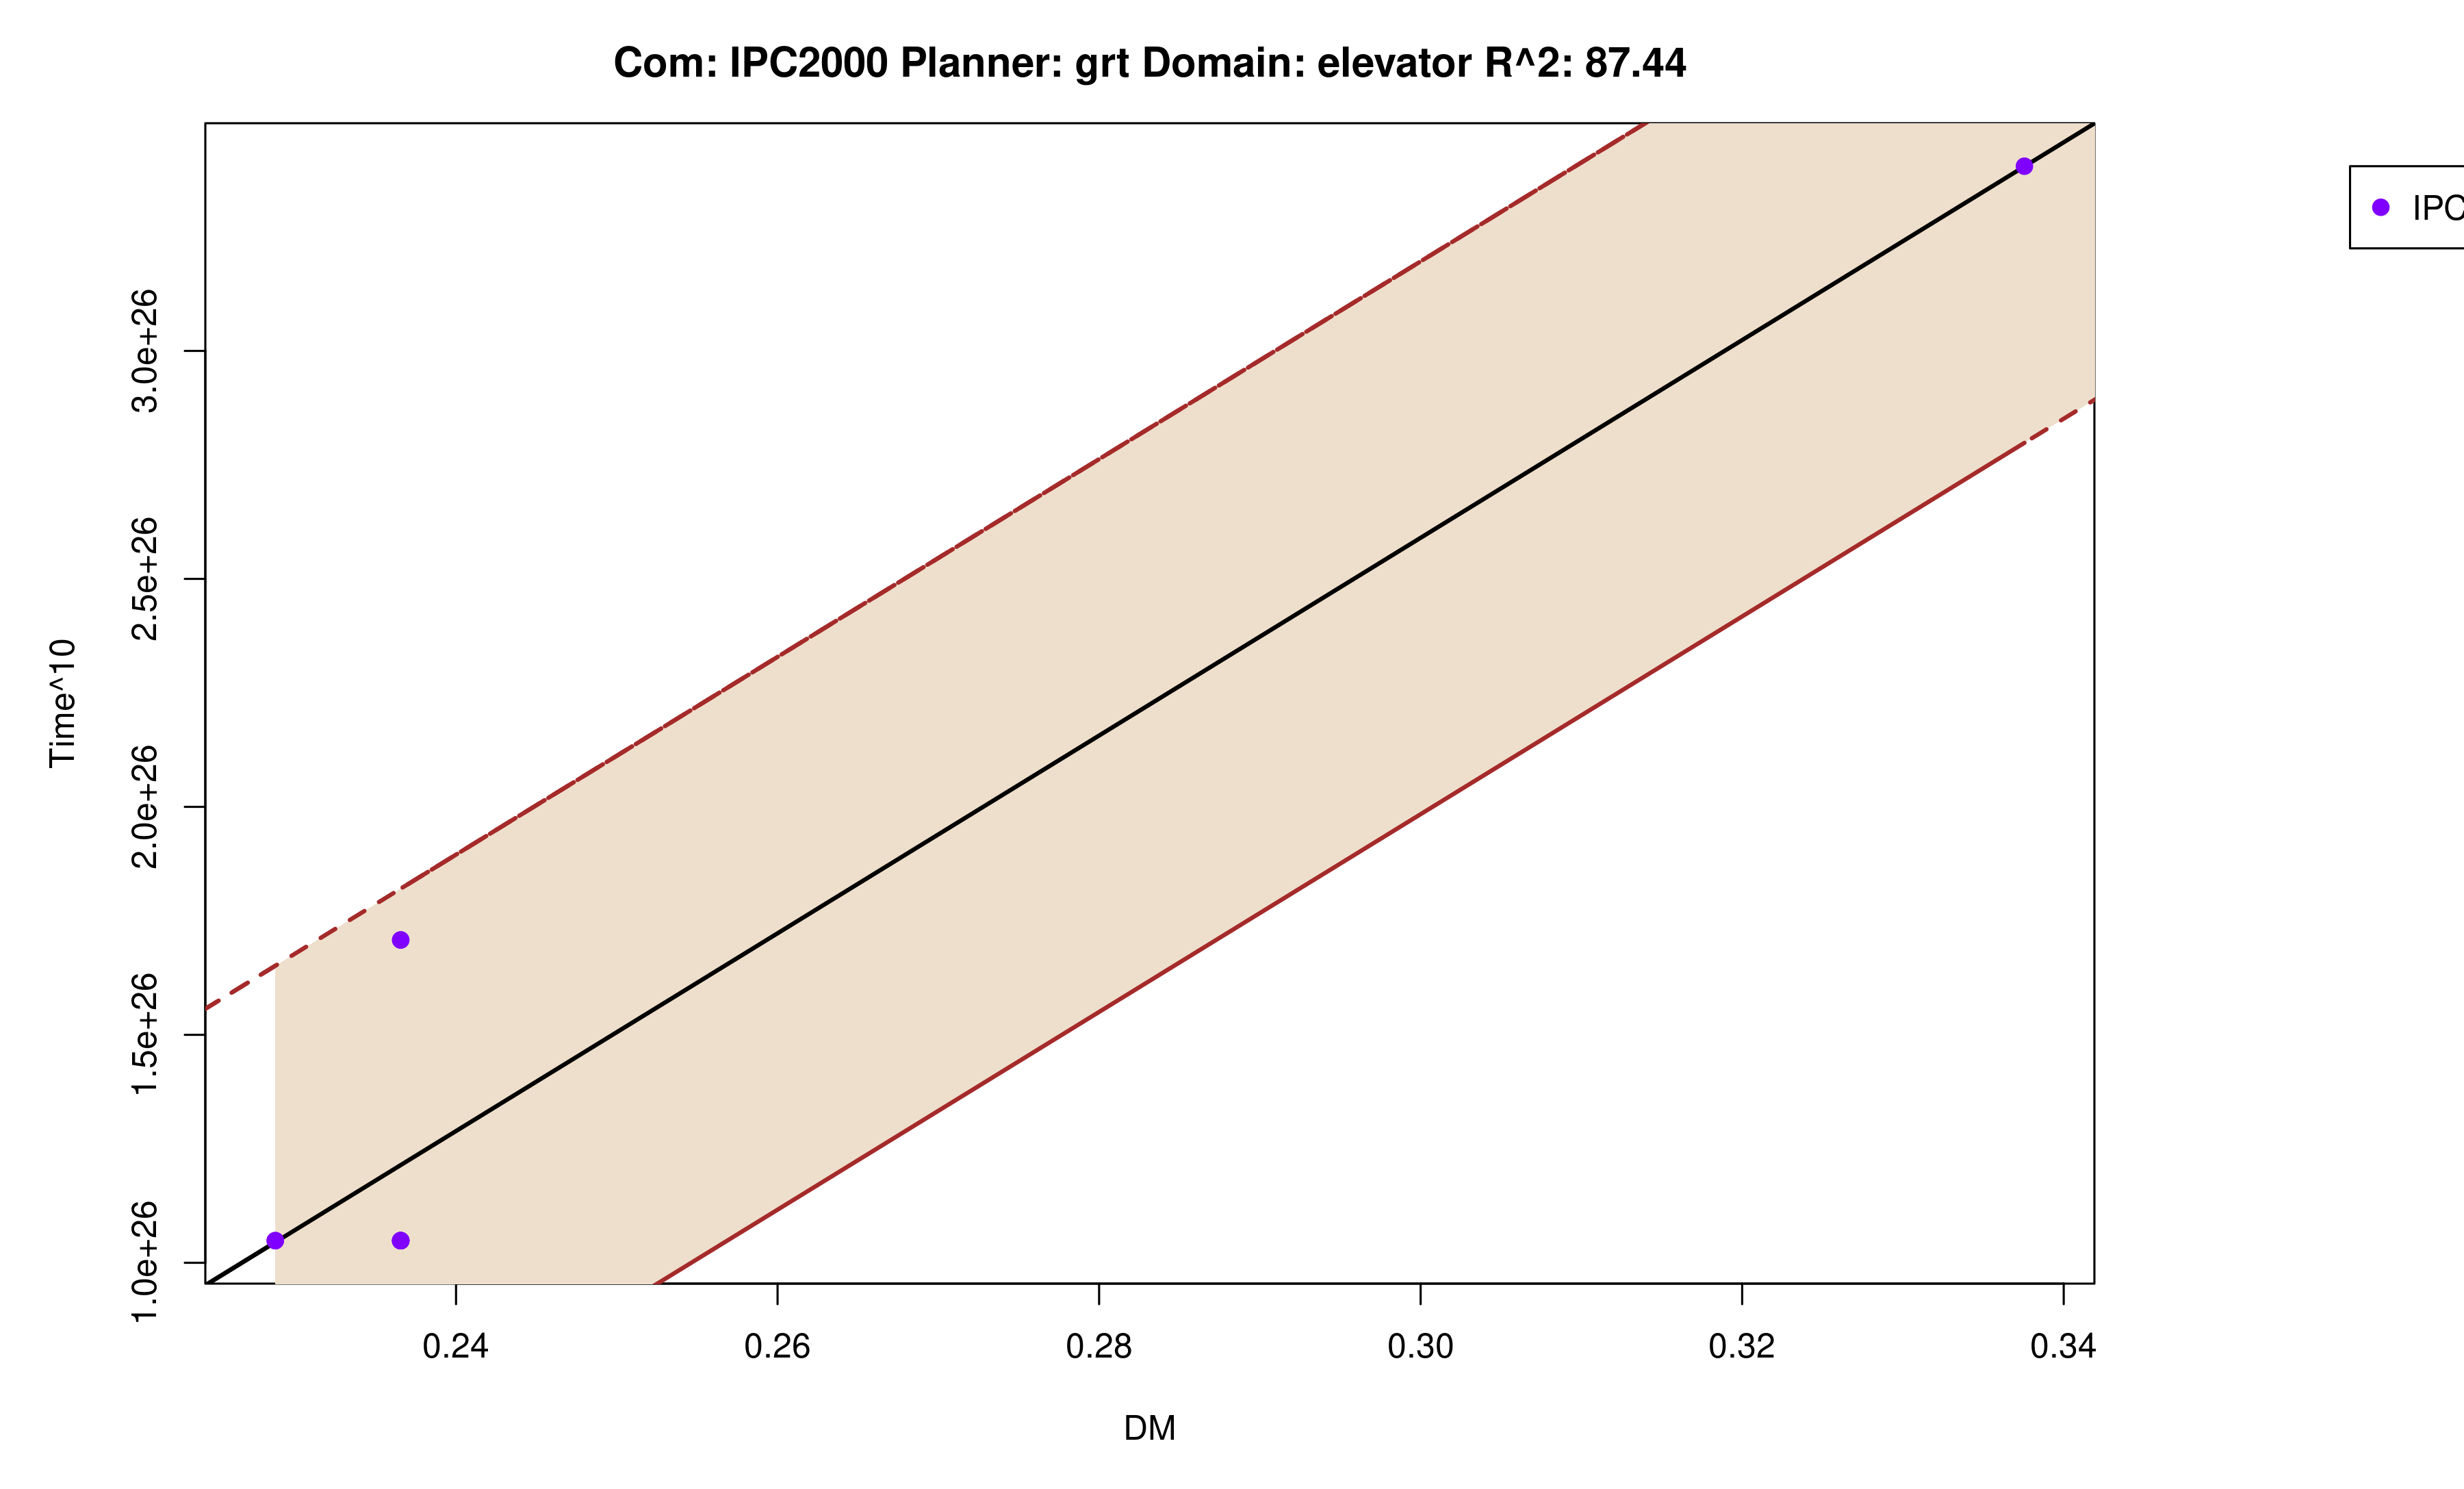 Com: IPC2000 Planner: grt Domain: elevator R^2: 87.44
IPC
Time^10
3.0e+26
2.5e+26
2.0e+26
1.5e+26
1.0e+26
0.24 0.26 0.28 0.30 0.32 0.34
DM